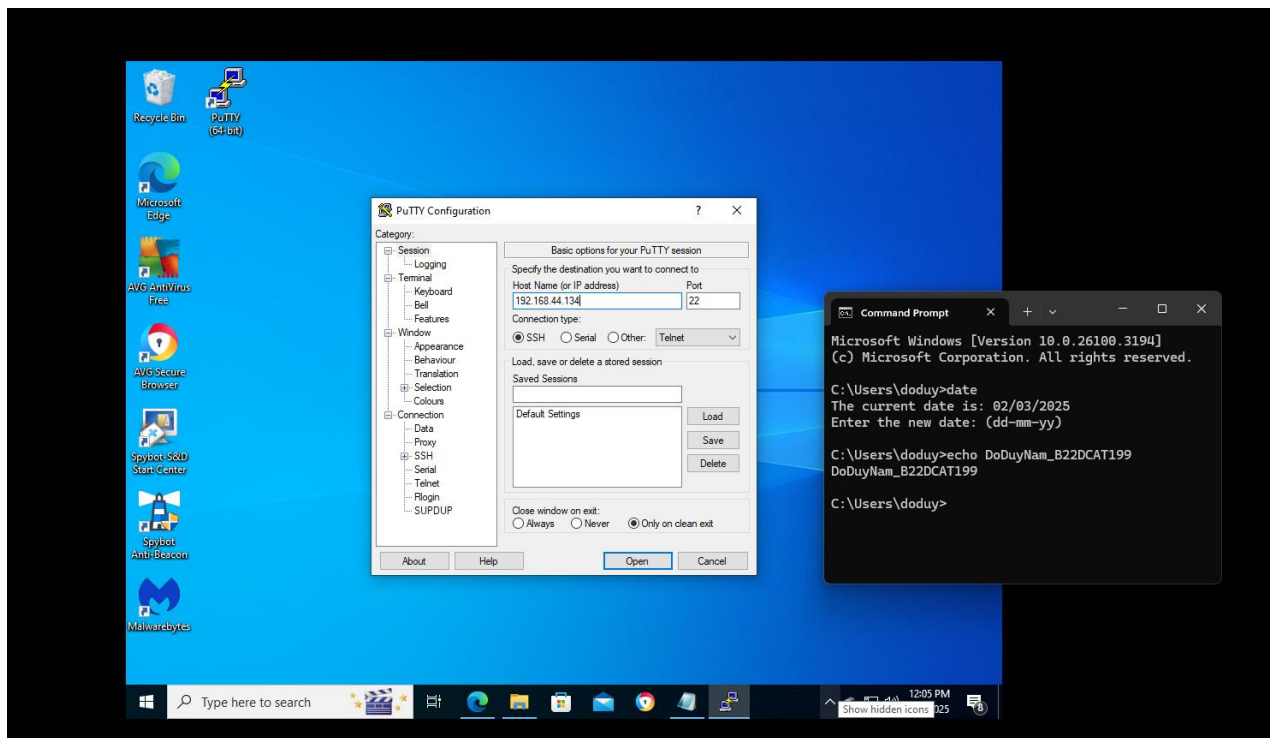 Recycle Bin
PuTTY
(64-bit)
Microsoft
Edge
AVG AntiVirus
Free
AVG Secure
Browser
Spybot-S&D
Start Center
Spybot
Anti-Beacon
Malwarebytes
PuTTY Configuration
?
Category:
Session
Logging
Terminal
Keyboard
Bell
Features
Window
Appearance
Behaviour
Translation
Selection
Colours
Connection
Data
Proxy
SSH
Serial
Telnet
Rlogin
SUPDUP
Basic options for your PuTTY session
Specify the destination you want to connect to
Host Name (or IP address) Port
192.168.44.134 22
Connection type:
SSH Serial Other: Telnet
Load, save or delete a stored session
Saved Sessions
Default Settings
Load
Save
Delete
Close window on exit:
Always Never Only on clean exit
About Help Open Cancel
Command Prompt
Microsoft Windows [Version 10.0.26100.3194]
(c) Microsoft Corporation. All rights reserved.
C:\Users\doduy>date
The current date is: 02/03/2025
Enter the new date: (dd-mm-yy)
C:\Users\doduy>echo DoDuyNam_B22DCAT199
DoDuyNam_B22DCAT199
C:\Users\doduy>
Type here to search
12:05 PM
Show hidden icons
025
8